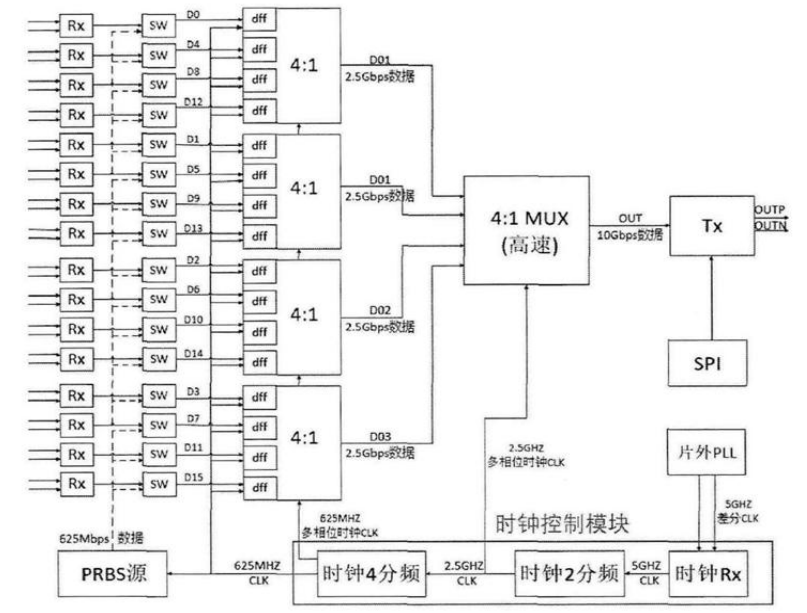 Rx SW D0 dff
Rx SW D4 dff
Rx SW D8 dff
Rx SW D12 dff
4:1
D01
2.5Gbps数据
Rx SW D1 dff
Rx SW D5 dff
Rx SW D9 dff
Rx SW D13 dff
4:1
D01
2.5Gbps数据
Rx SW D2 dff
Rx SW D6 dff
Rx SW D10 dff
Rx SW D14 dff
4:1
D02
2.5Gbps数据
Rx SW D3 dff
Rx SW D7 dff
Rx SW D11 dff
Rx SW D15 dff
4:1
D03
2.5Gbps数据
4:1 MUX
(高速)
OUT
10Gbps数据
Tx
OUTP
OUTN
SPI
片外PLL
5GHZ
差分CLK
2.5GHZ
多相位时钟CLK
625MHZ
多相位时钟CLK
时钟控制模块
625Mbps 数据
PRBS源
625MHZ
CLK
时钟4分频
2.5GHZ
CLK
时钟2分频
5GHZ
CLK
时钟Rx